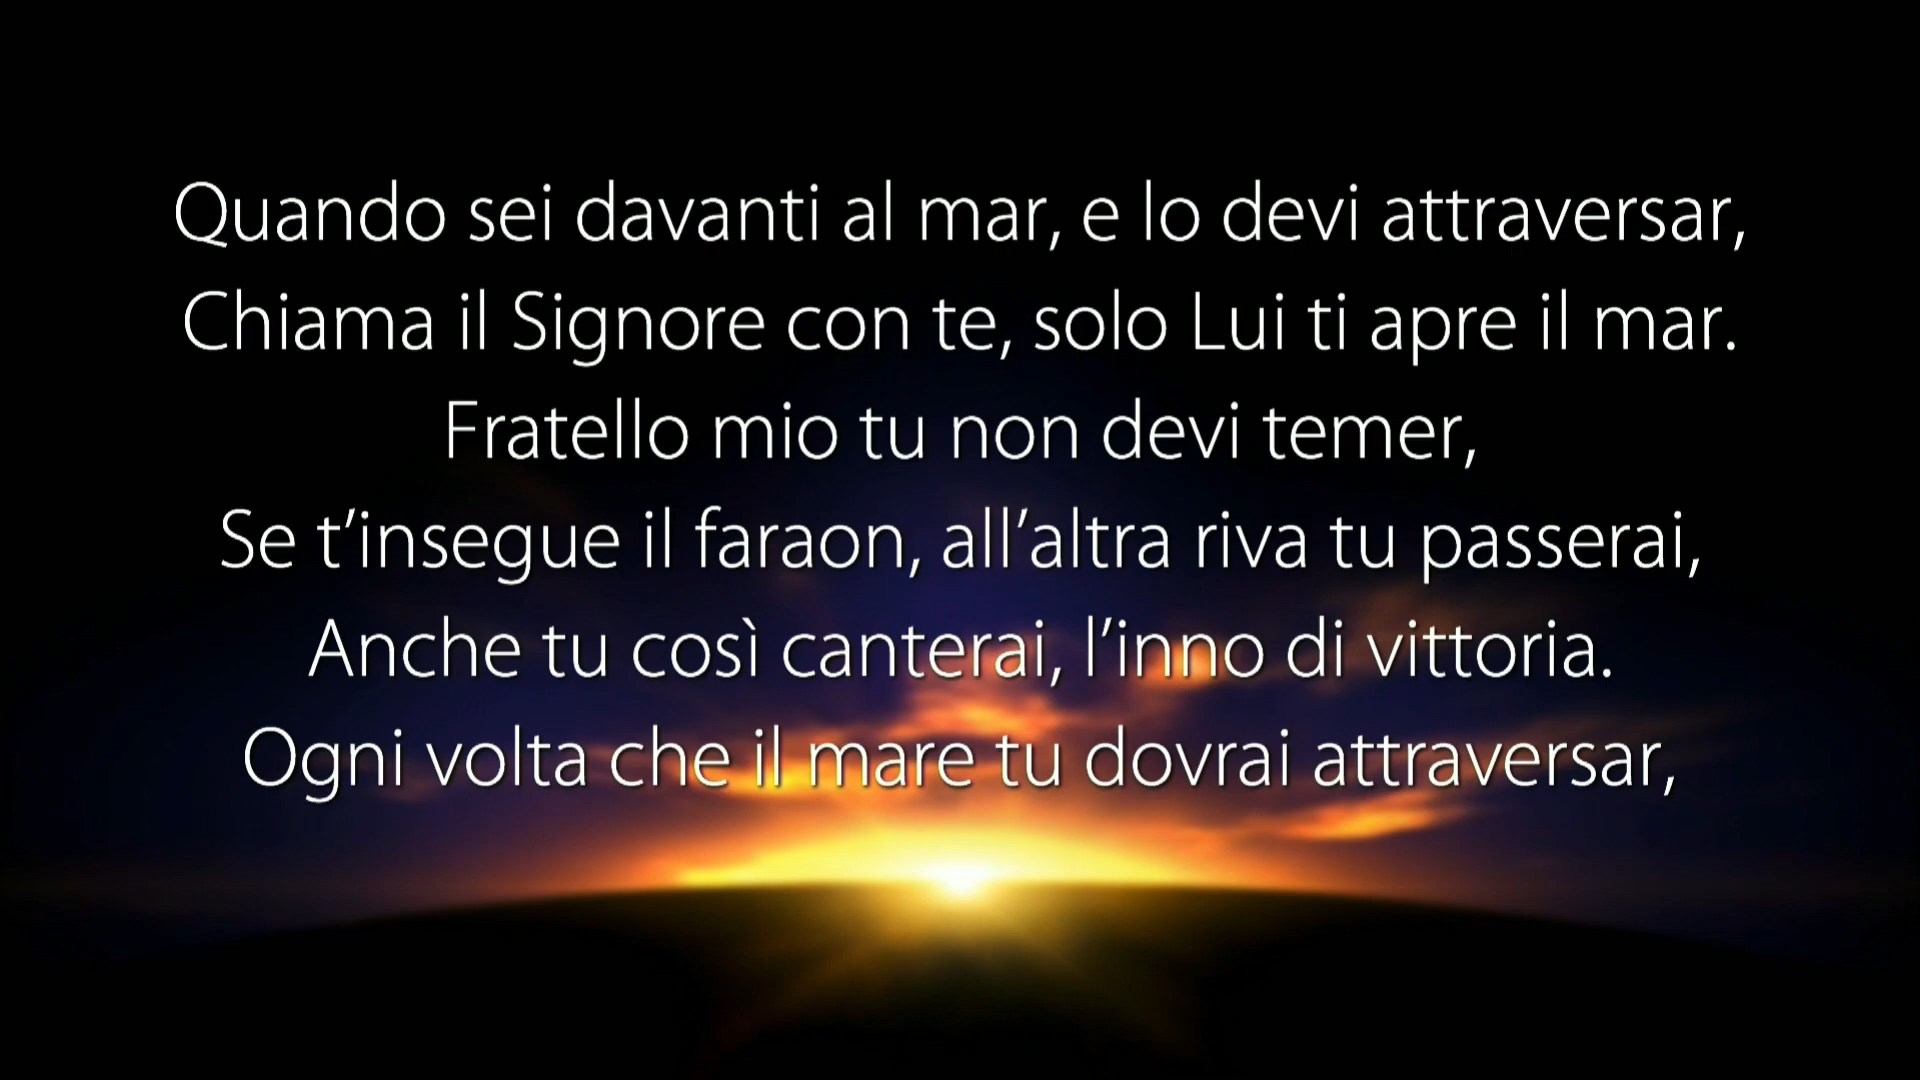 Quando sei davanti al mar, e lo devi attraversar,
Chiama il Signore con te, solo Lui ti apre il mar.
Fratello mio tu non devi temer,
Se t’insegue il faraon, all’altra riva tu passerai,
Anche tu così canterai, l’inno di vittoria.
Ogni volta che il mare tu dovrai attraversar,